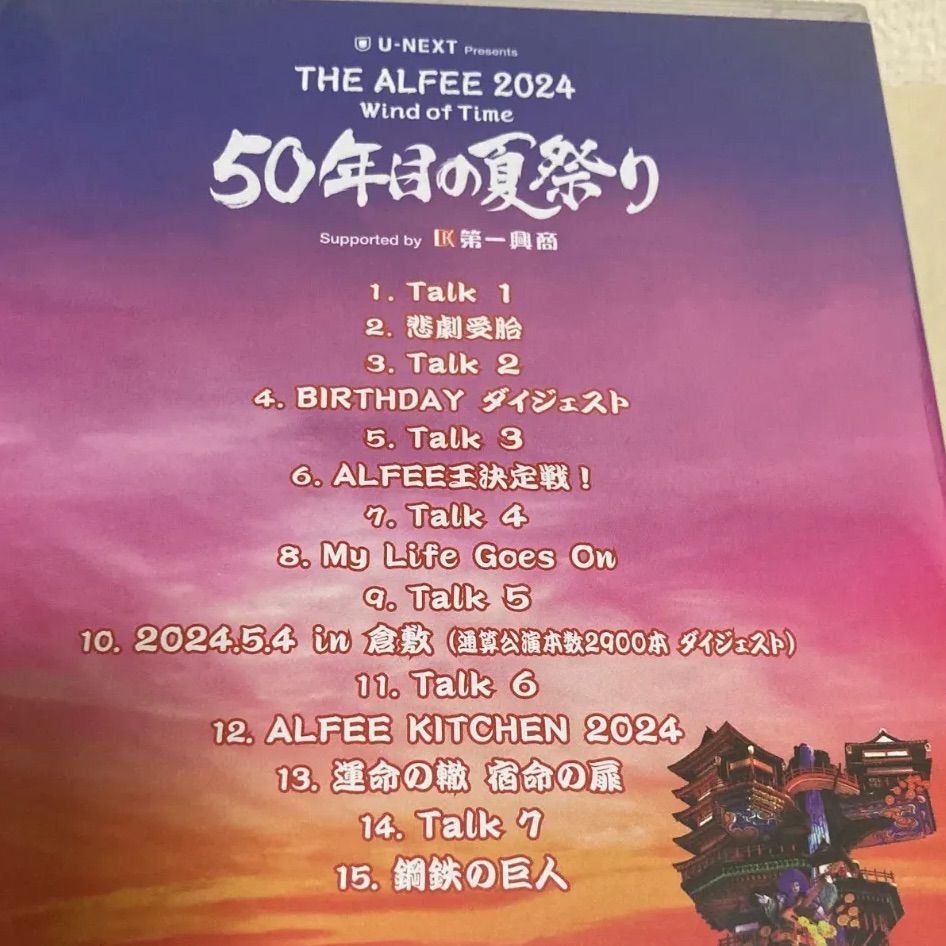 U-NEXT Presents
THE ALFEE 2024
Wind of Time
50年目の夏祭り
Supported by DK 第一興商
1. Talk 1
2. 悲劇受胎
3. Talk 2
4. BIRTHDAY ダイジェスト
5. Talk 3
6. ALFEE王決定戦!
7. Talk 4
8. My Life Goes On
9. Talk 5
10. 2024.5.4 in 倉敷 (通算公演本数2900本 ダイジェスト)
11. Talk 6
12. ALFEE KITCHEN 2024
13. 運命の轍 宿命の扉
14. Talk 7
15. 鋼鉄の巨人